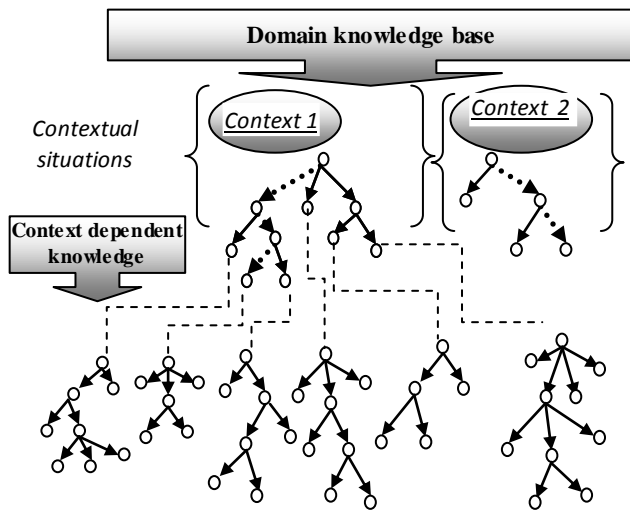 Domain knowledge base
Context 1
Context 2
Contextual
situations
Context dependent
knowledge